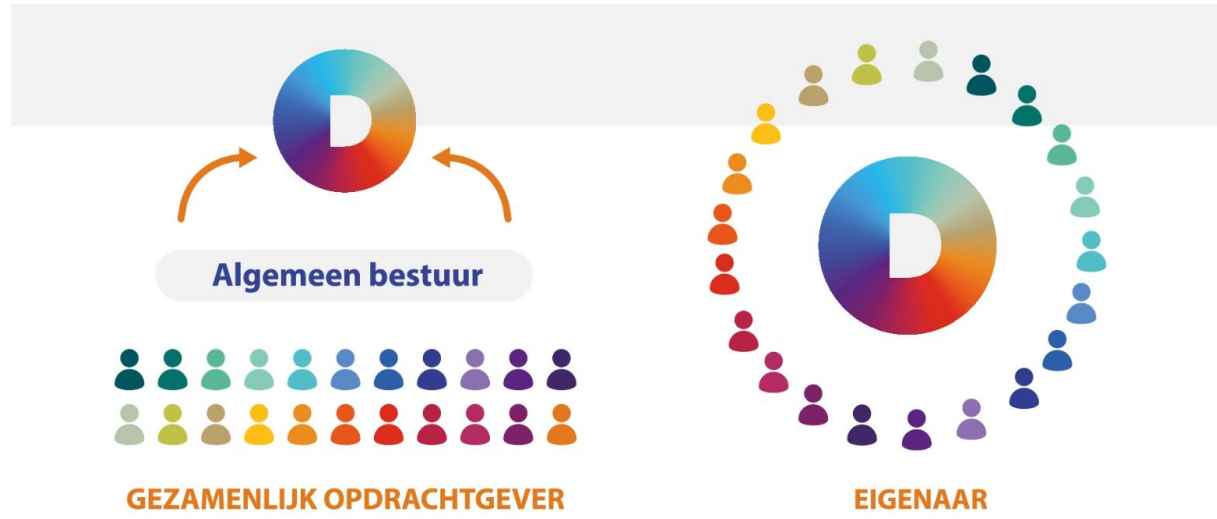 D
D
Algemeen bestuur
GEZAMENLIJK OPDRACHTGEVER
EIGENAAR